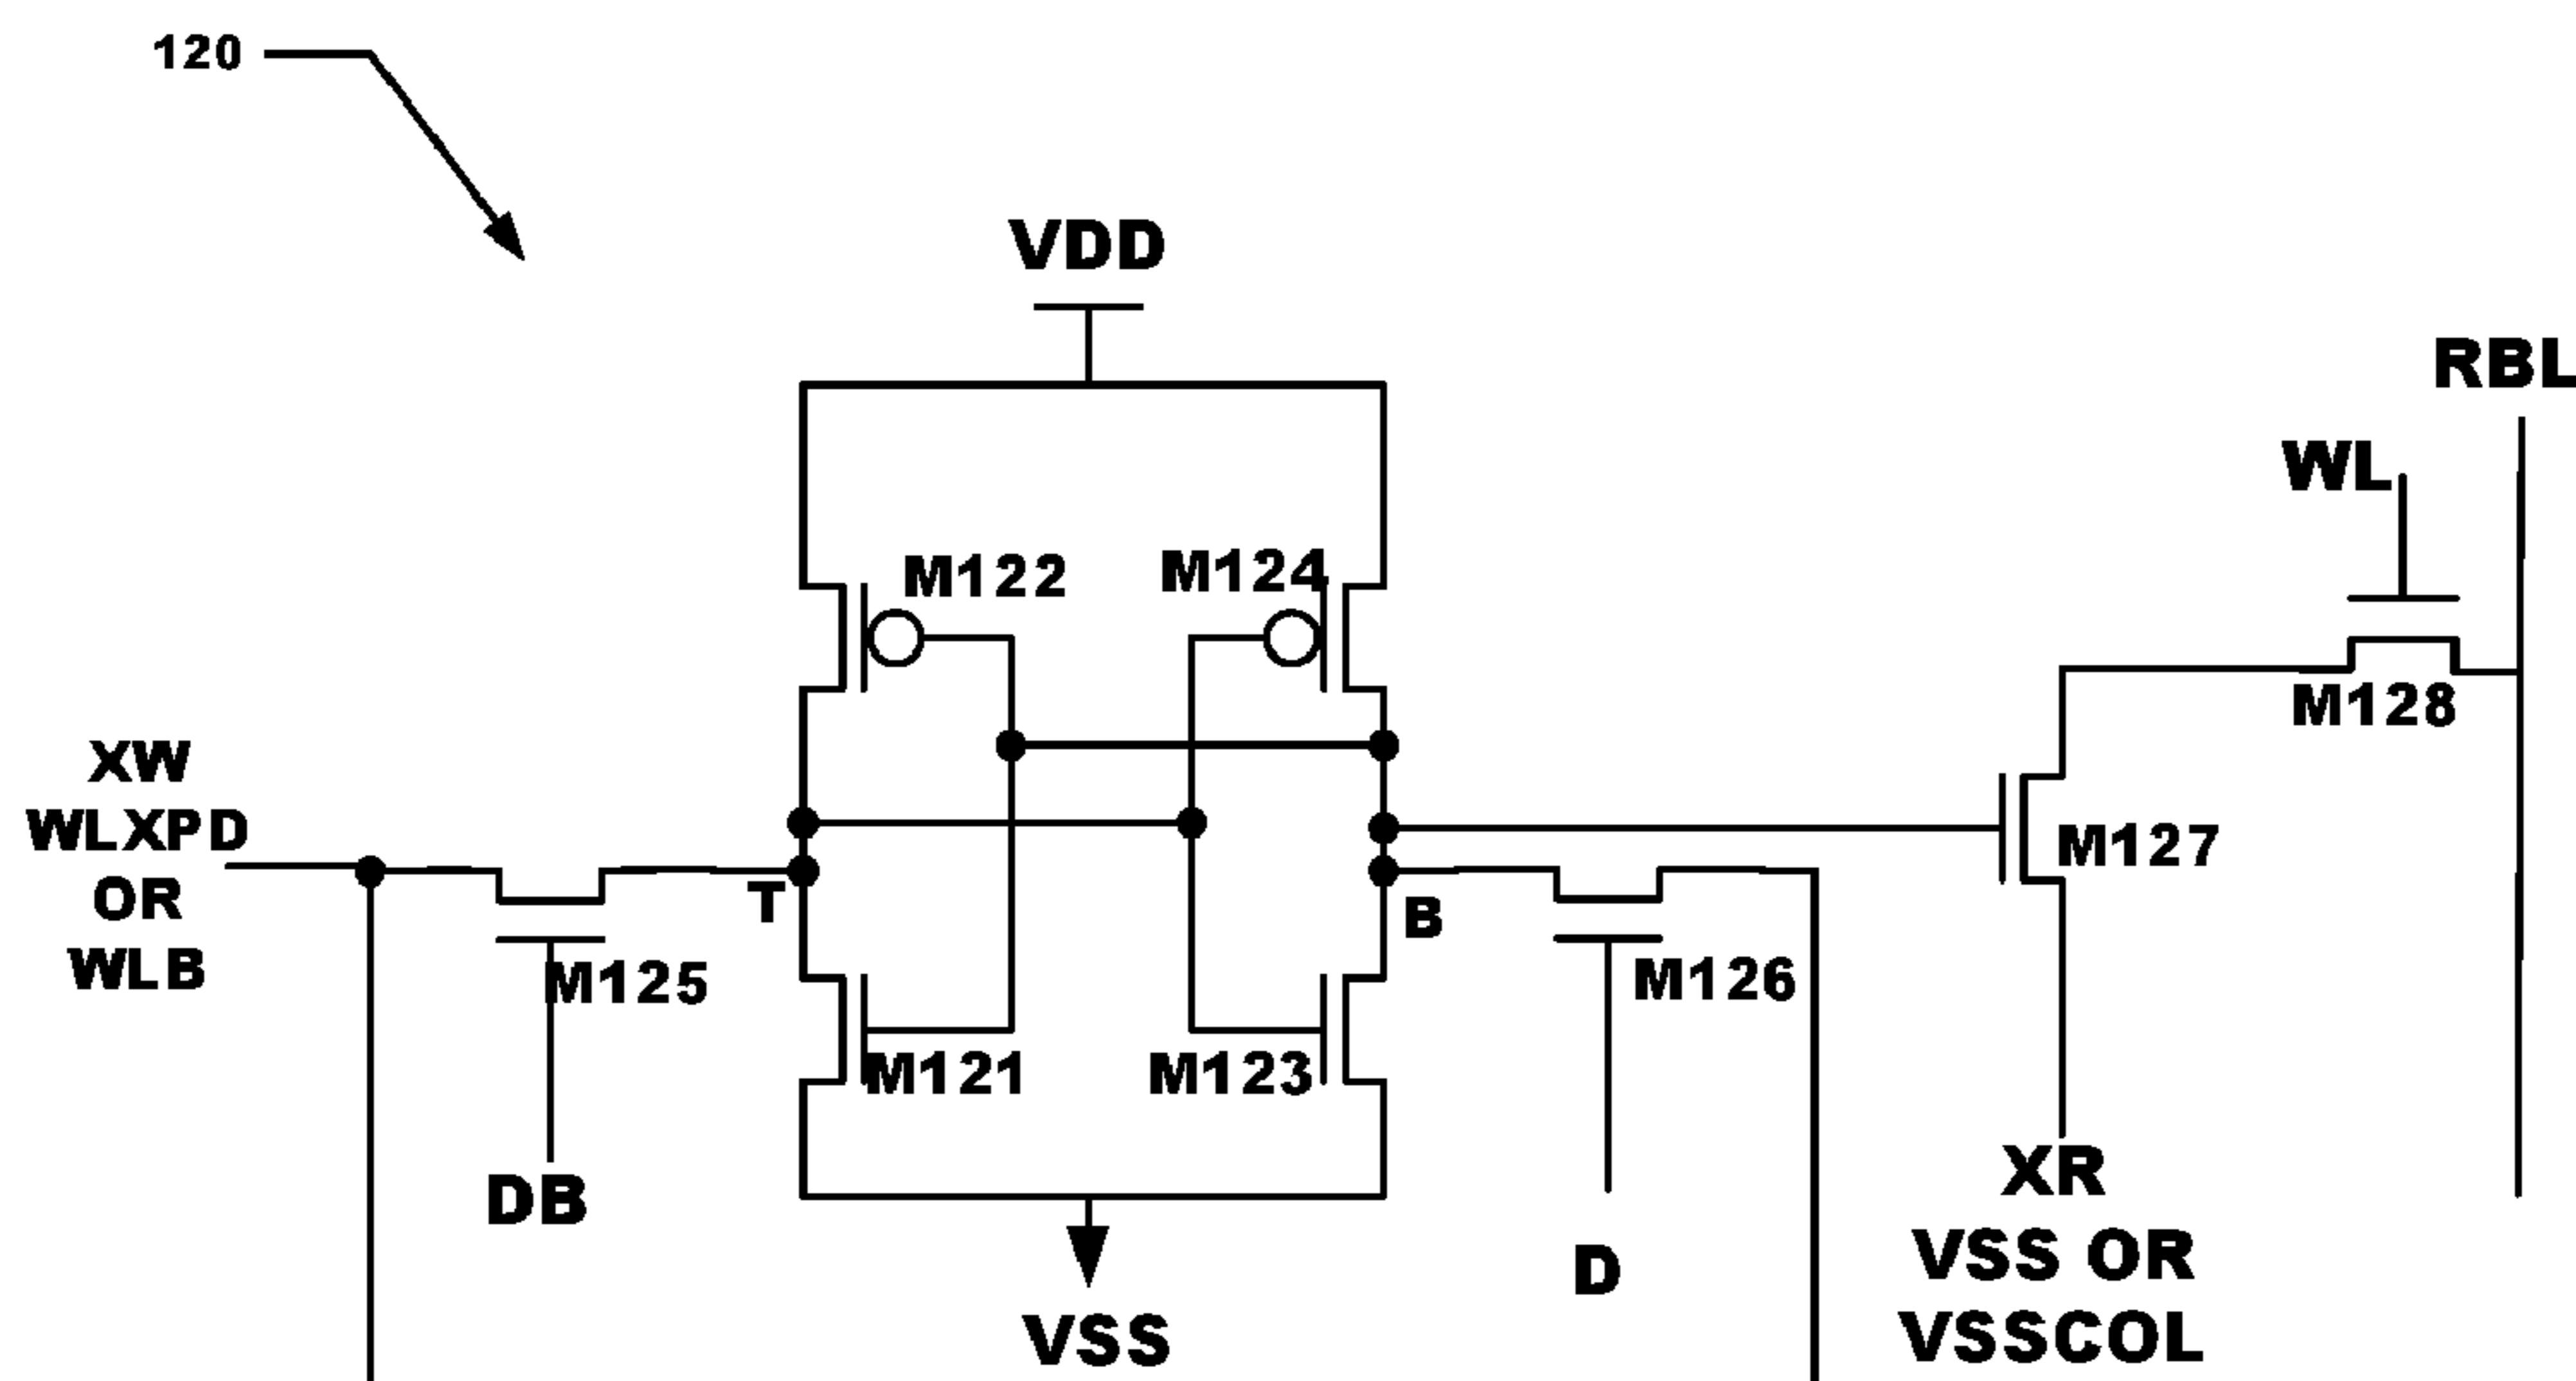 120
VDD
RBL
WL
M122
M124
M128
XW
WLXPD
OR
WLB
M127
T
B
M125
M126
M121
M123
DB
D
XR
VSS OR
VSSCOL
VSS